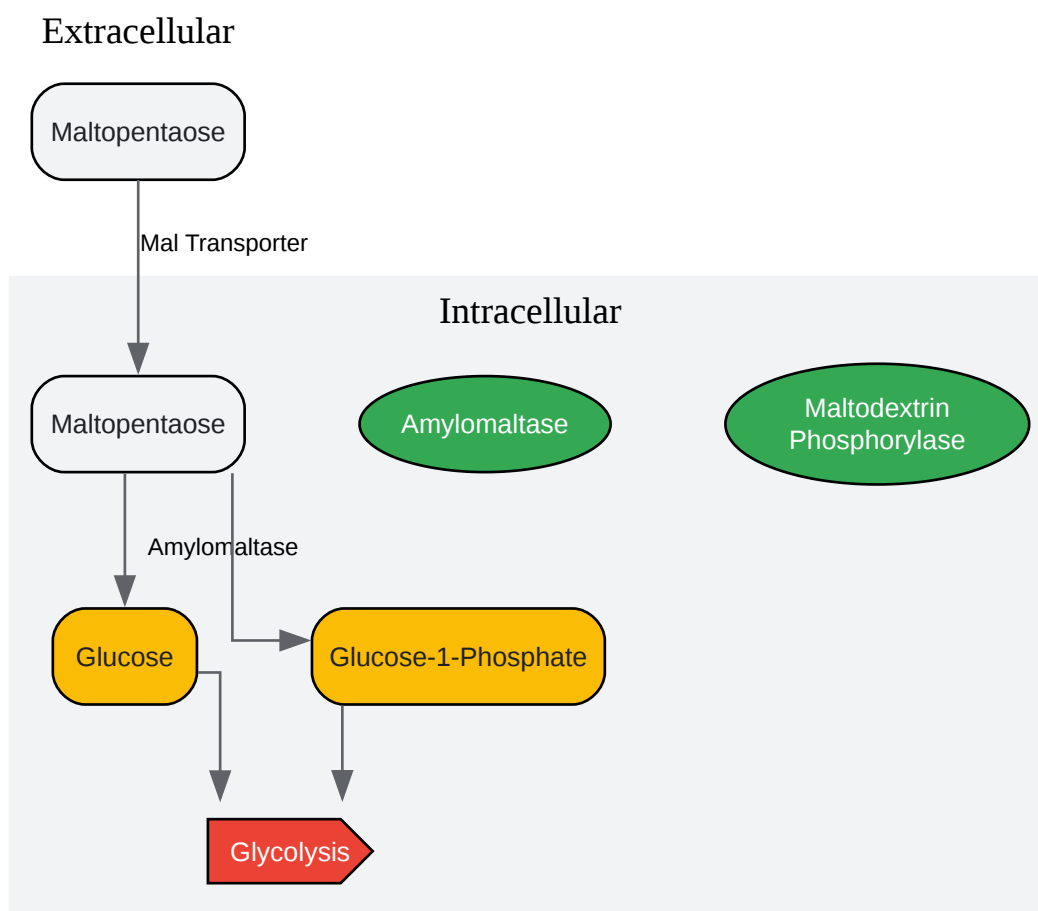 Extracellular
Maltopentaose
Mal Transporter
Intracellular
Maltopentaose
Amylomaltase
Maltodextrin
Phosphorylase
Amylomaltase
Glucose
Glucose-1-Phosphate
Glycolysis